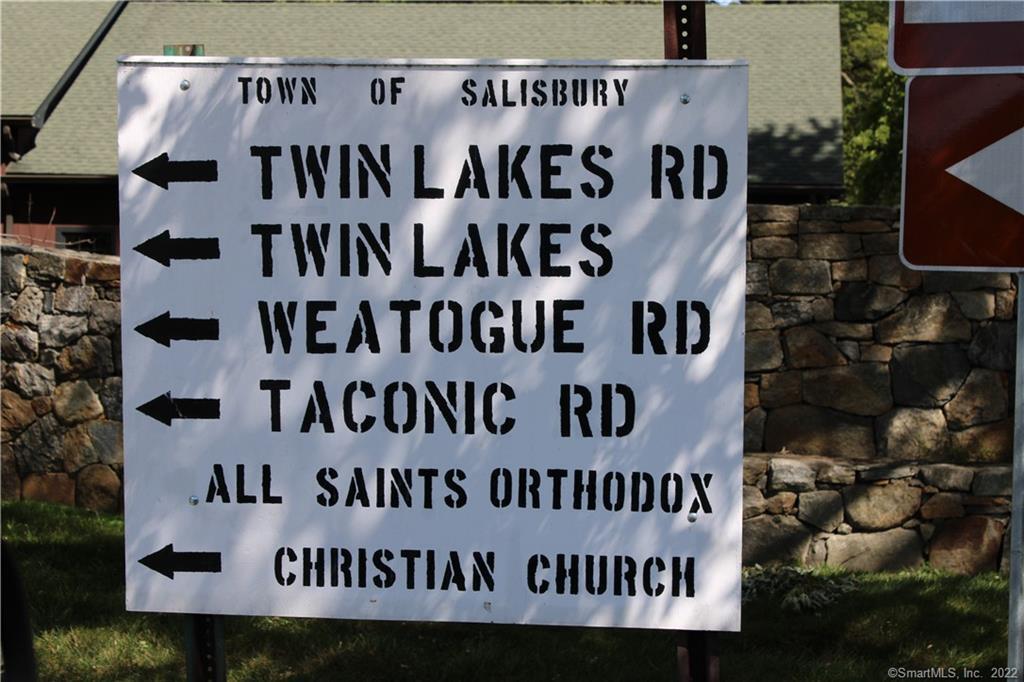 TOWN OF SALISBURY
TWIN LAKES RD
TWIN LAKES
WEATOGUE RD
TACONIC RD
ALL SAINTS ORTHODOX
CHRISTIAN CHURCH
©SmartMLS, Inc. 2022